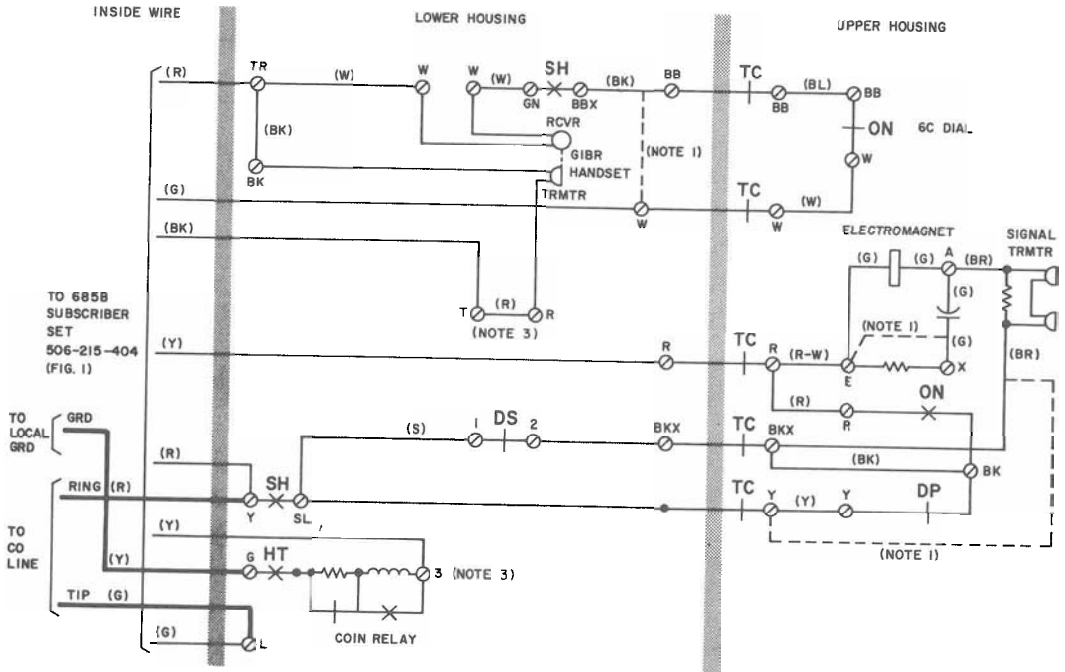 INSIDE WIRE LOWER HOUSING UPPER HOUSING
(R) TR (W) W W (W) SH (BK) BB TC (BL) BB
GN BBX BB
RCVR ON 6C DIAL
(BK) GIBR (NOTE 1)
HANDSET W
BK TRMTR TC
(G) W W (W)
(BK) ELECTROMAGNET SIGNAL
TRMTR
(G) (G) A (BR)
(G)
TO 685B
SUBSCRIBER
SET
506-215-404
(FIG. 1)
T (R) R
(NOTE 3)
(NOTE 1)
(G)
(Y) R TC R (R-W) E X (BR)
ON
(R) R
TO
LOCAL
GRD
GRD
(S) 1 DS 2 BKX TC BKX
(BK) BK
(R)
RING (R) SH TC Y (Y) Y DP
Y SL
(NOTE 1)
TO
CO
LINE
(Y)
(Y) G HT 3 (NOTE 3)
TIP (G)
COIN RELAY
(G) L